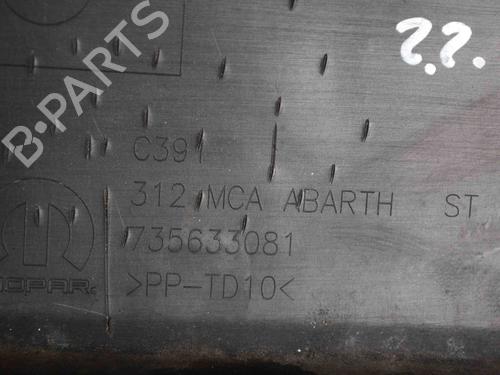 ??.
B-PARTS
C391
312 MCA ABARTH ST
735633081
MOPAR
>PP-TD10<